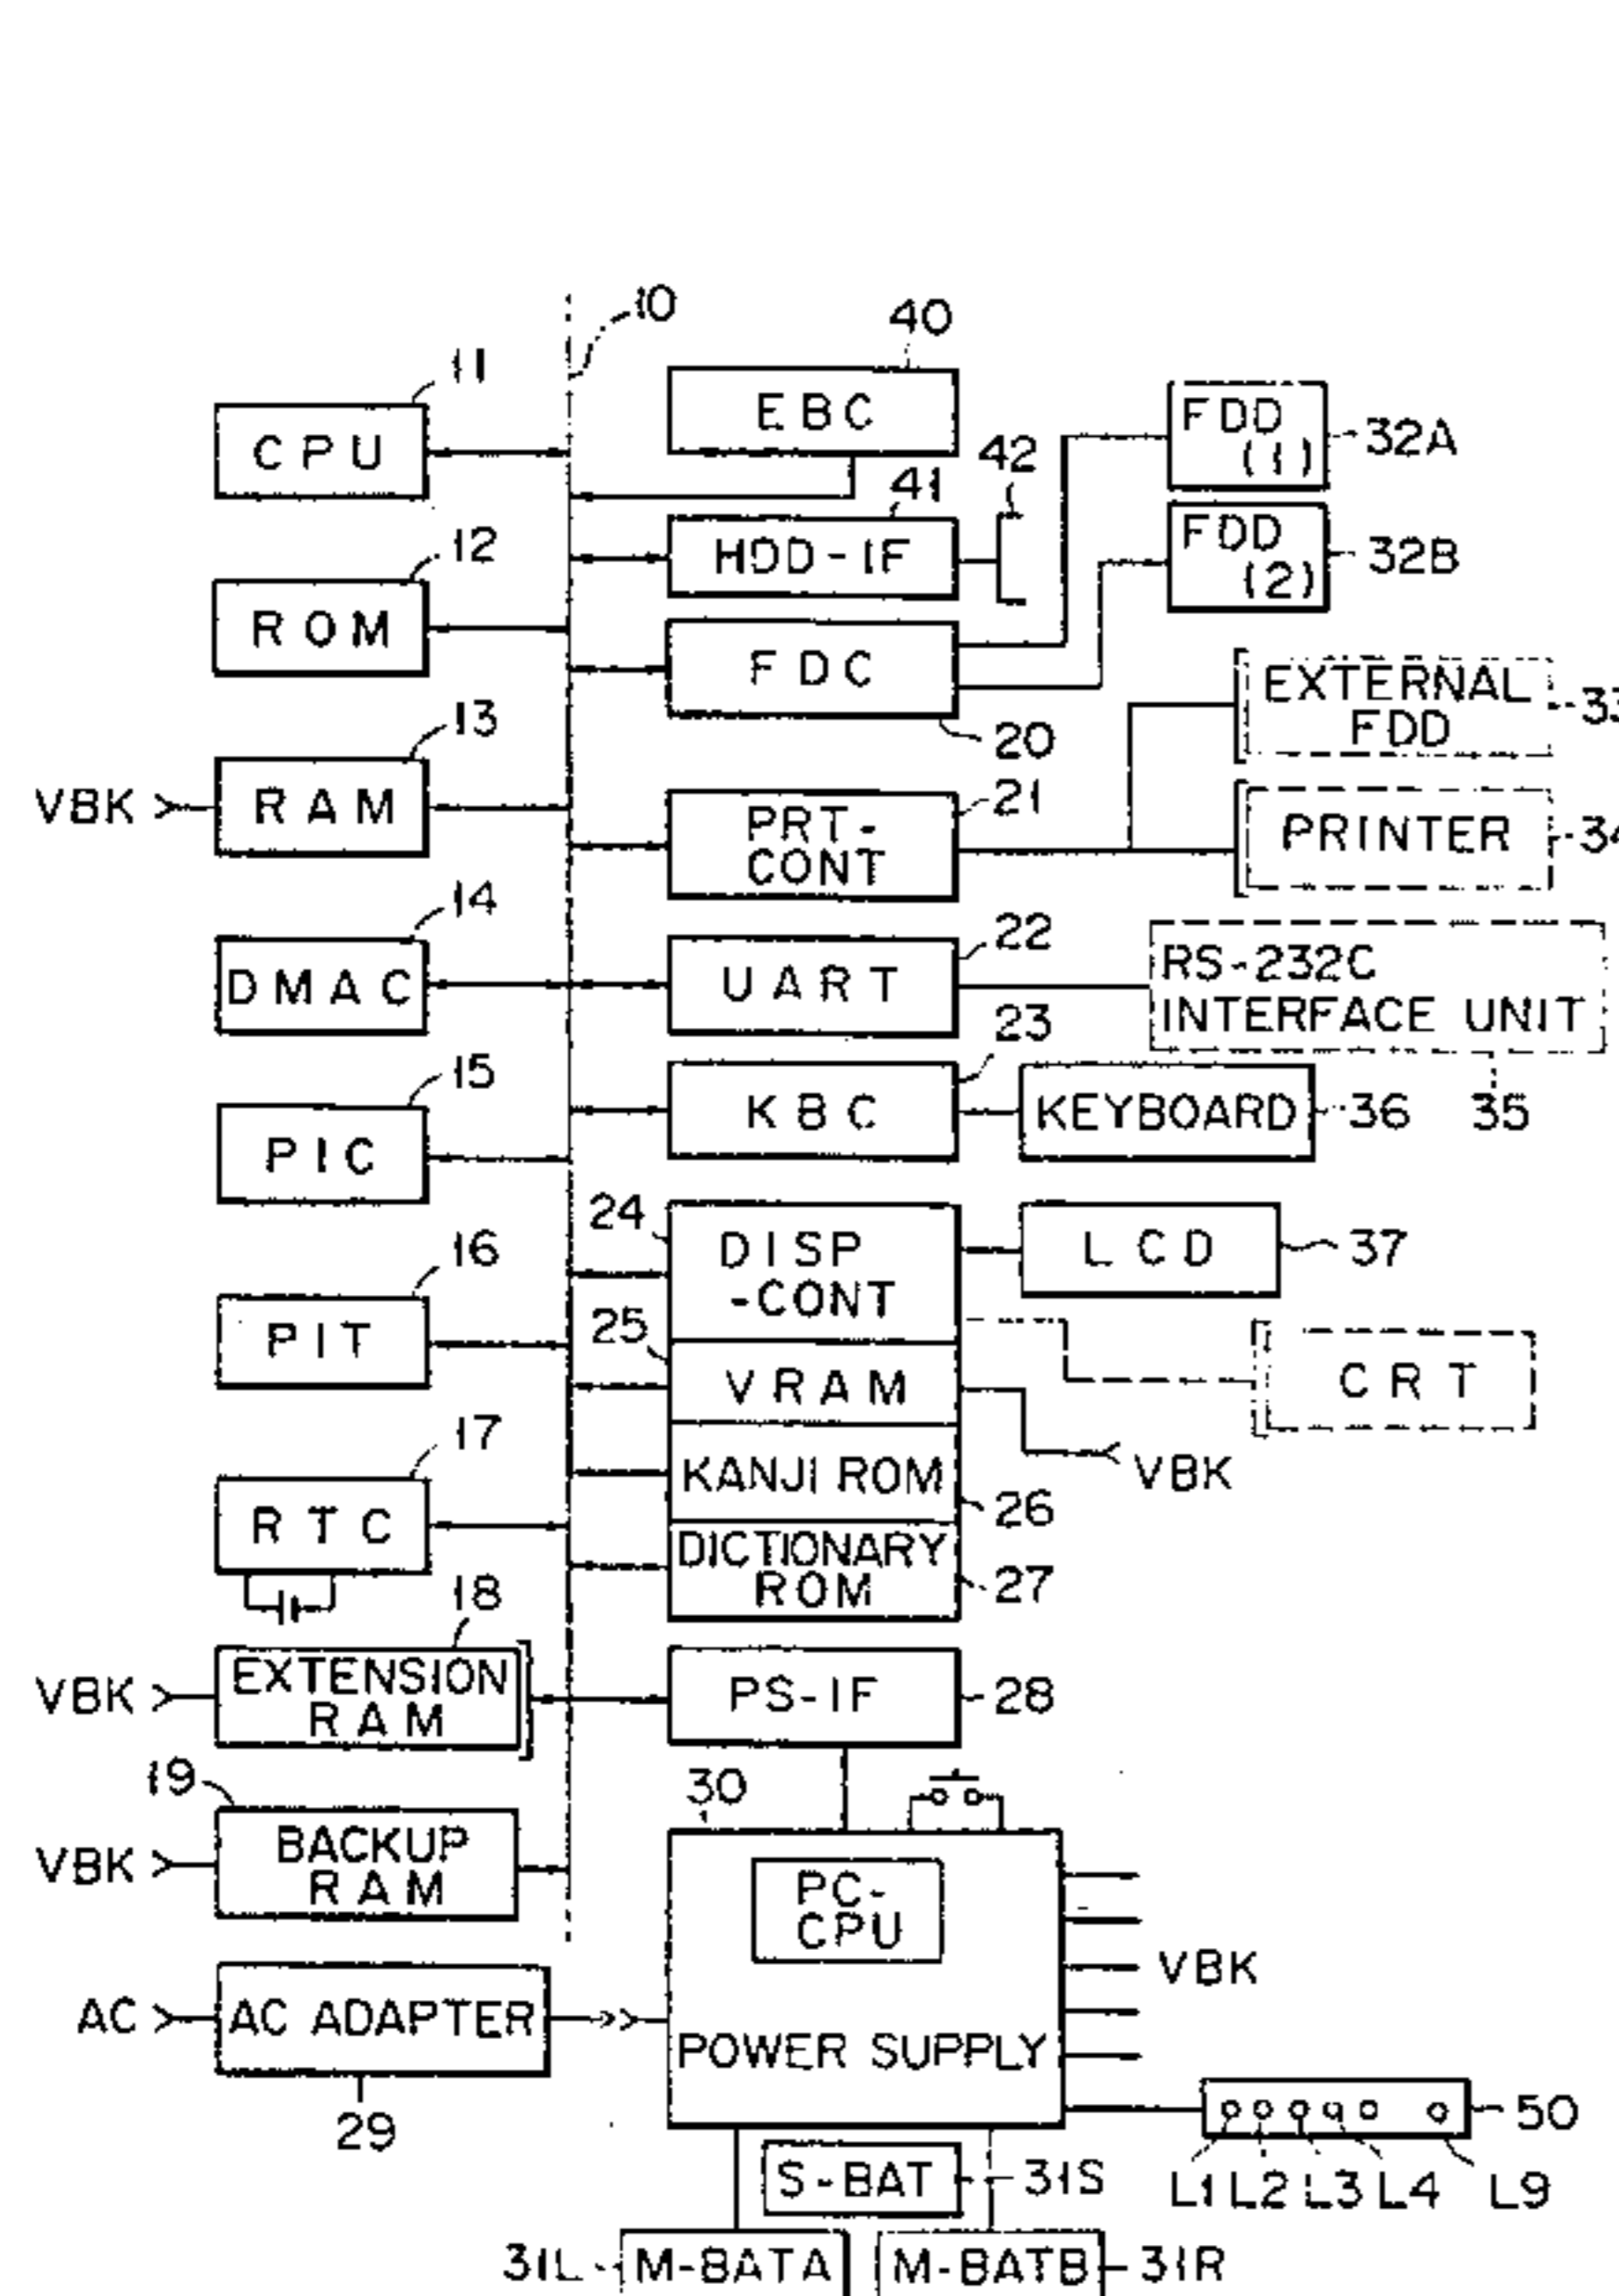 10
40
11
EBC
FDD
(1)
32A
CPU
42
41
12
HDD-IF
FDD
(2)
32B
ROM
FDC
EXTERNAL
FDD
13
20
VBK
RAM
PRT-
CONT
21
PRINTER
14
22
DMAC
UART
RS-232C
INTERFACE UNIT
15
23
KBC
KEYBOARD
36
35
PIC
24
DISP
-CONT
LCD
37
16
PIT
25
VRAM
CRT
17
KANJI ROM
VBK
RTC
26
DICTIONARY
ROM
27
18
VBK
EXTENSION
RAM
PS-IF
28
19
30
VBK
BACKUP
RAM
PC-
CPU
VBK
AC
AC ADAPTER
POWER SUPPLY
29
50
S-BAT
31S
L1 L2 L3 L4 L9
31L
M-BATA
M-BATB
31R